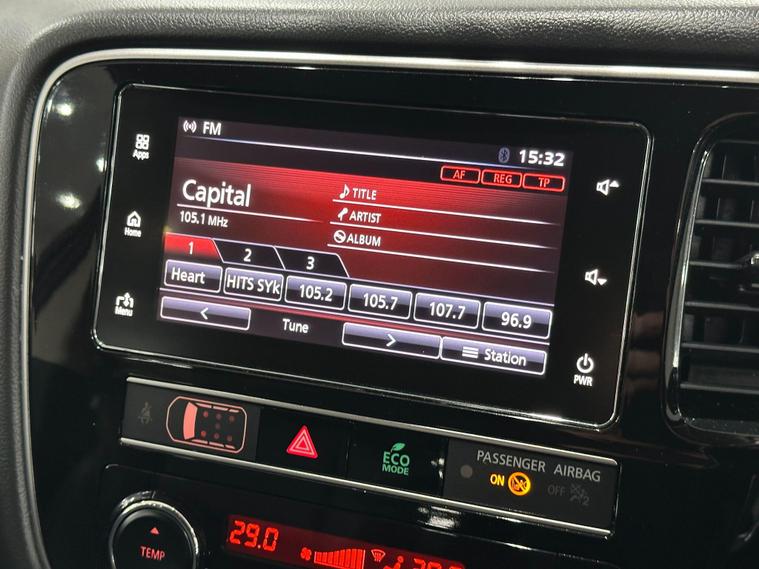 FM
15:32
AF REG TP
Apps
Capital
105.1 MHz
TITLE
ARTIST
ALBUM
Home
1 2 3
Heart HITS SYk 105.2 105.7 107.7 96.9
Menu
< Tune > Station
PWR
PASSENGER AIRBAG
ON OFF
ECO
MODE
29.0
TEMP